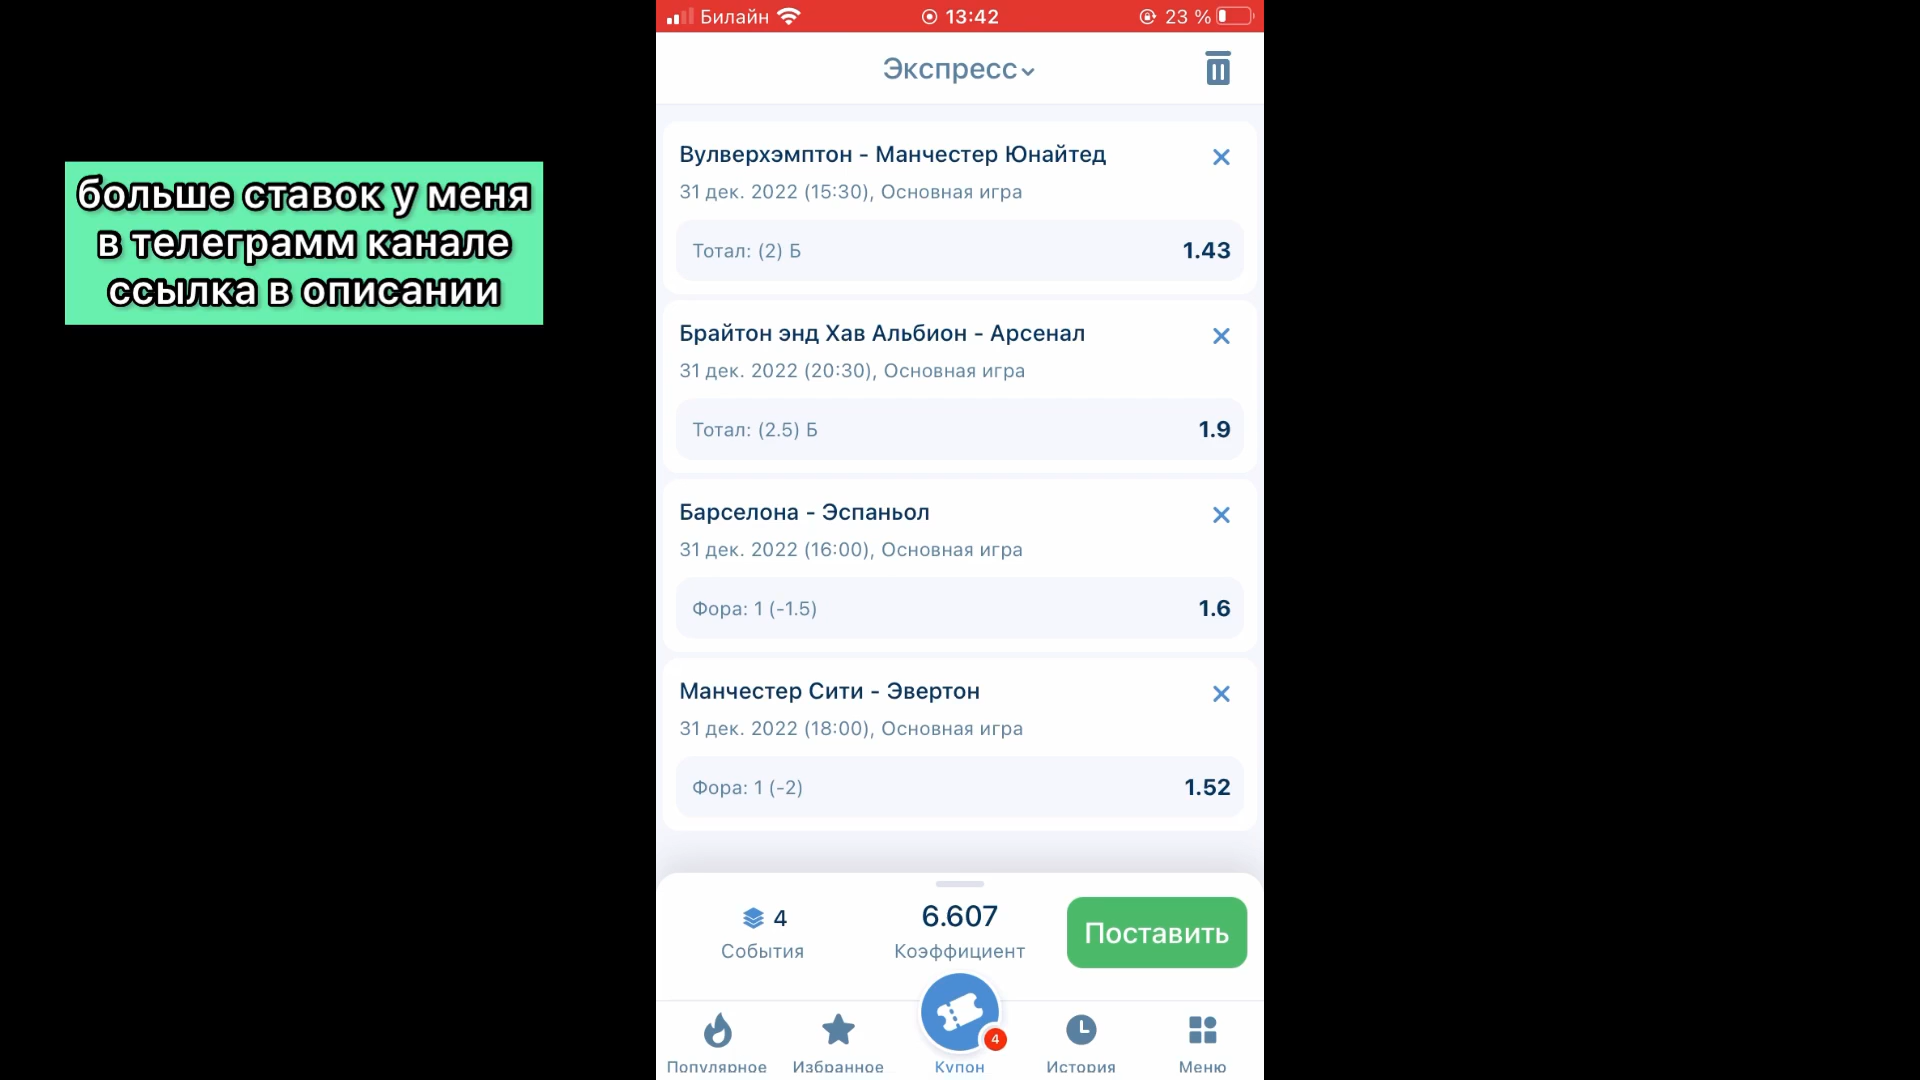 Билайн 13:42 23 %
Экспресс
больше ставок у меня
в телеграмм канале
ссылка в описании
Вулверхэмптон - Манчестер Юнайтед
31 дек. 2022 (15:30), Основная игра
Тотал: (2) Б 1.43
Брайтон энд Хав Альбион - Арсенал
31 дек. 2022 (20:30), Основная игра
Тотал: (2.5) Б 1.9
Барселона - Эспаньол
31 дек. 2022 (16:00), Основная игра
Фора: 1 (-1.5) 1.6
Манчестер Сити - Эвертон
31 дек. 2022 (18:00), Основная игра
Фора: 1 (-2) 1.52
4 6.607 Поставить
События Коэффициент
4
Популярное Избранное Купон История Меню